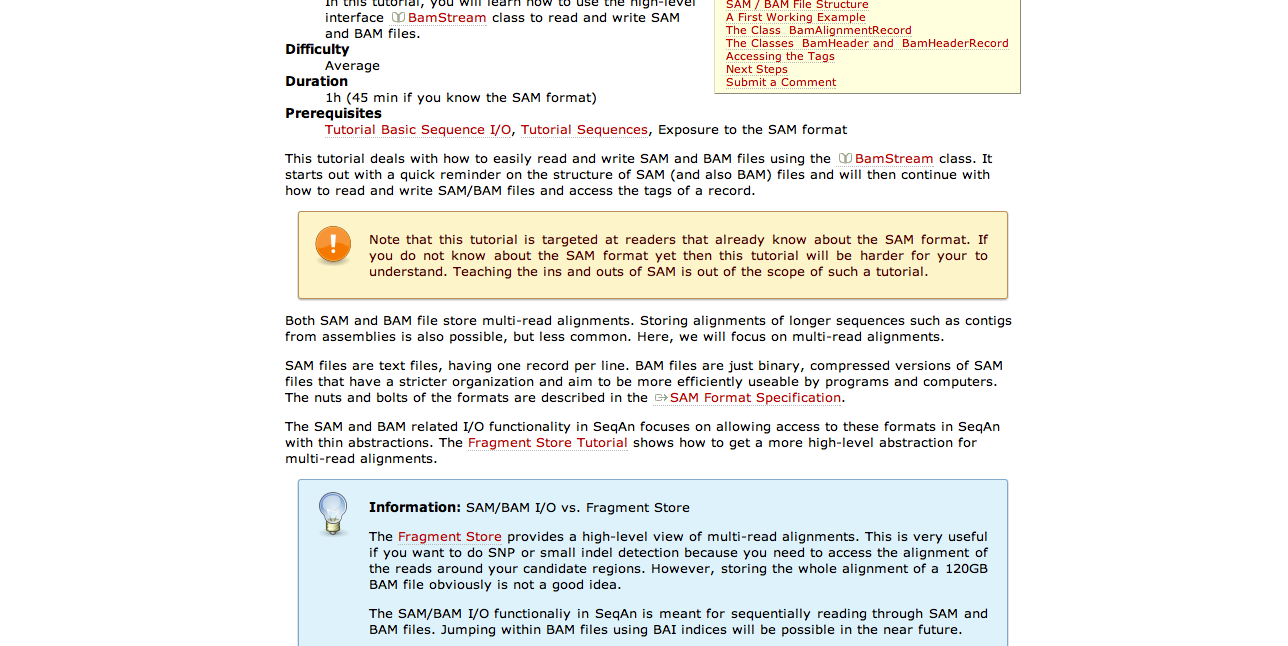 In this tutorial, you will learn how to use the high-level
interface BamStream class to read and write SAM
and BAM files.
SAM / BAM File Structure
A First Working Example
The Class BamAlignmentRecord
The Classes BamHeader and BamHeaderRecord
Accessing the Tags
Next Steps
Submit a Comment
Difficulty
Average
Duration
1h (45 min if you know the SAM format)
Prerequisites
Tutorial Basic Sequence I/O, Tutorial Sequences, Exposure to the SAM format
This tutorial deals with how to easily read and write SAM and BAM files using the BamStream class. It
starts out with a quick reminder on the structure of SAM (and also BAM) files and will then continue with
how to read and write SAM/BAM files and access the tags of a record.
Note that this tutorial is targeted at readers that already know about the SAM format. If
you do not know about the SAM format yet then this tutorial will be harder for your to
understand. Teaching the ins and outs of SAM is out of the scope of such a tutorial.
Both SAM and BAM file store multi-read alignments. Storing alignments of longer sequences such as contigs
from assemblies is also possible, but less common. Here, we will focus on multi-read alignments.
SAM files are text files, having one record per line. BAM files are just binary, compressed versions of SAM
files that have a stricter organization and aim to be more efficiently useable by programs and computers.
The nuts and bolts of the formats are described in the SAM Format Specification.
The SAM and BAM related I/O functionality in SeqAn focuses on allowing access to these formats in SeqAn
with thin abstractions. The Fragment Store Tutorial shows how to get a more high-level abstraction for
multi-read alignments.
Information: SAM/BAM I/O vs. Fragment Store
The Fragment Store provides a high-level view of multi-read alignments. This is very useful
if you want to do SNP or small indel detection because you need to access the alignment of
the reads around your candidate regions. However, storing the whole alignment of a 120GB
BAM file obviously is not a good idea.
The SAM/BAM I/O functionaliy in SeqAn is meant for sequentially reading through SAM and
BAM files. Jumping within BAM files using BAI indices will be possible in the near future.